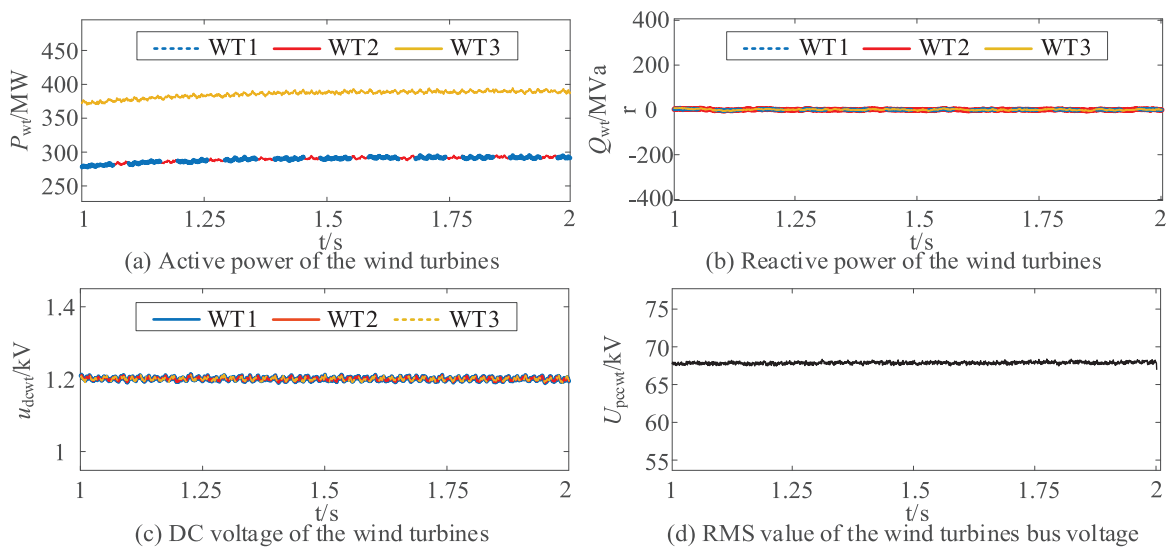 WT1 WT2 WT3
P_wt/MW
450
400
350
300
250
1 1.25 1.5 1.75 2
t/s
(a) Active power of the wind turbines
WT1 WT2 WT3
Q_wt/MVa
r
400
200
0
-200
-400
1 1.25 1.5 1.75 2
t/s
(b) Reactive power of the wind turbines
WT1 WT2 WT3
u_dcwt/kV
1.4
1.2
1
1 1.25 1.5 1.75 2
t/s
(c) DC voltage of the wind turbines
U_pccwt/kV
75
70
65
60
55
1 1.25 1.5 1.75 2
t/s
(d) RMS value of the wind turbines bus voltage